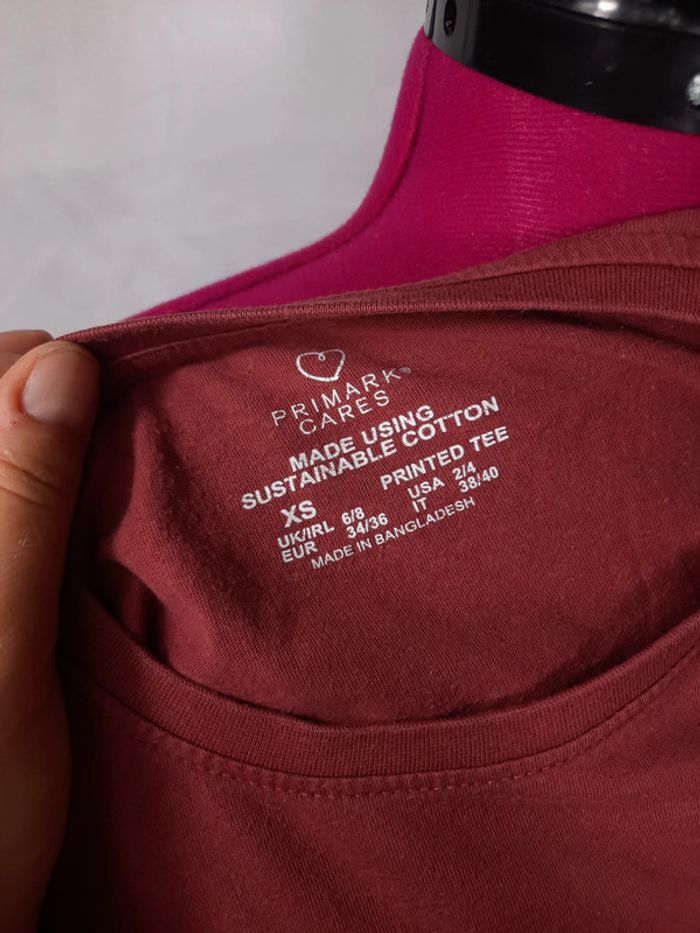 PRIMARK®
CARES
MADE USING
SUSTAINABLE COTTON
XS PRINTED TEE
UK/IRL 6/8 USA 2/4
EUR 34/36 IT 38/40
MADE IN BANGLADESH